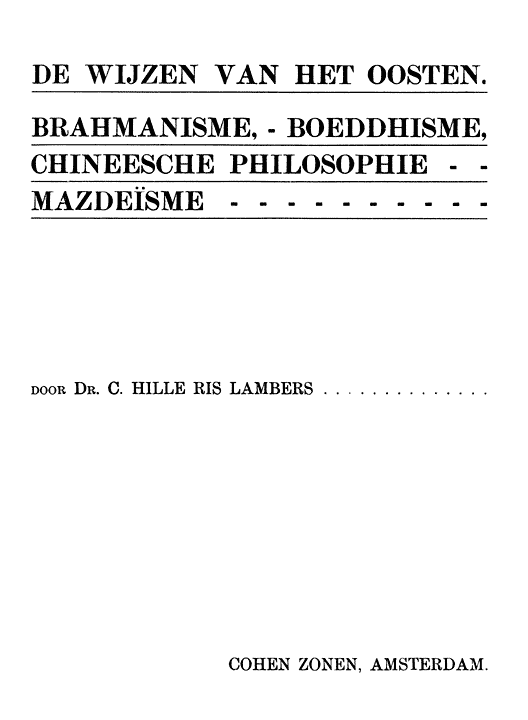 DE WIJZEN VAN HET OOSTEN.
BRAHMANISME, - BOEDDHISME,
CHINEESCHE PHILOSOPHIE - -
MAZDEÏSME - - - - - - - - - -
DOOR DR. C. HILLE RIS LAMBERS . . . . . . . . . . . . . .
COHEN ZONEN, AMSTERDAM.